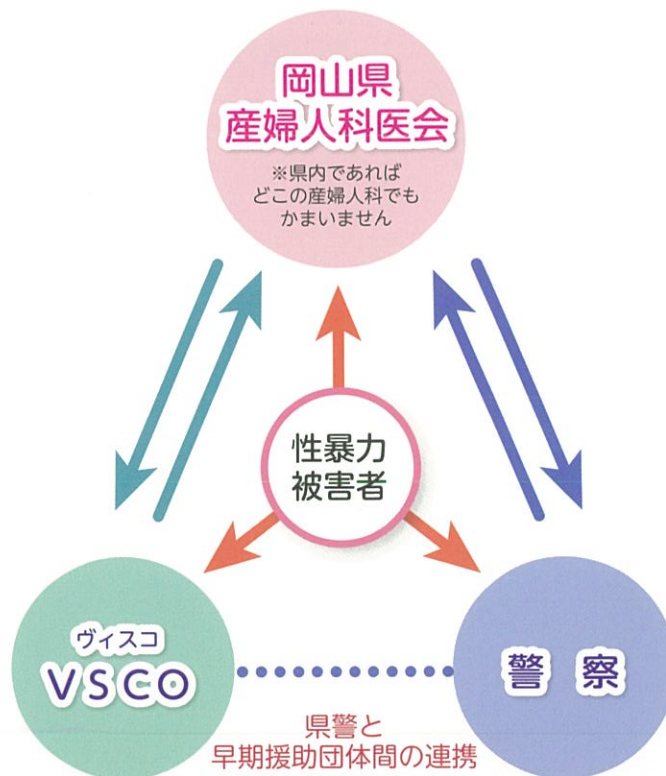 岡山県
産婦人科医会
※県内であれば
どこの産婦人科でも
かまいません
性暴力
被害者
ヴィスコ
VSCO
警察
県警と
早期援助団体間の連携